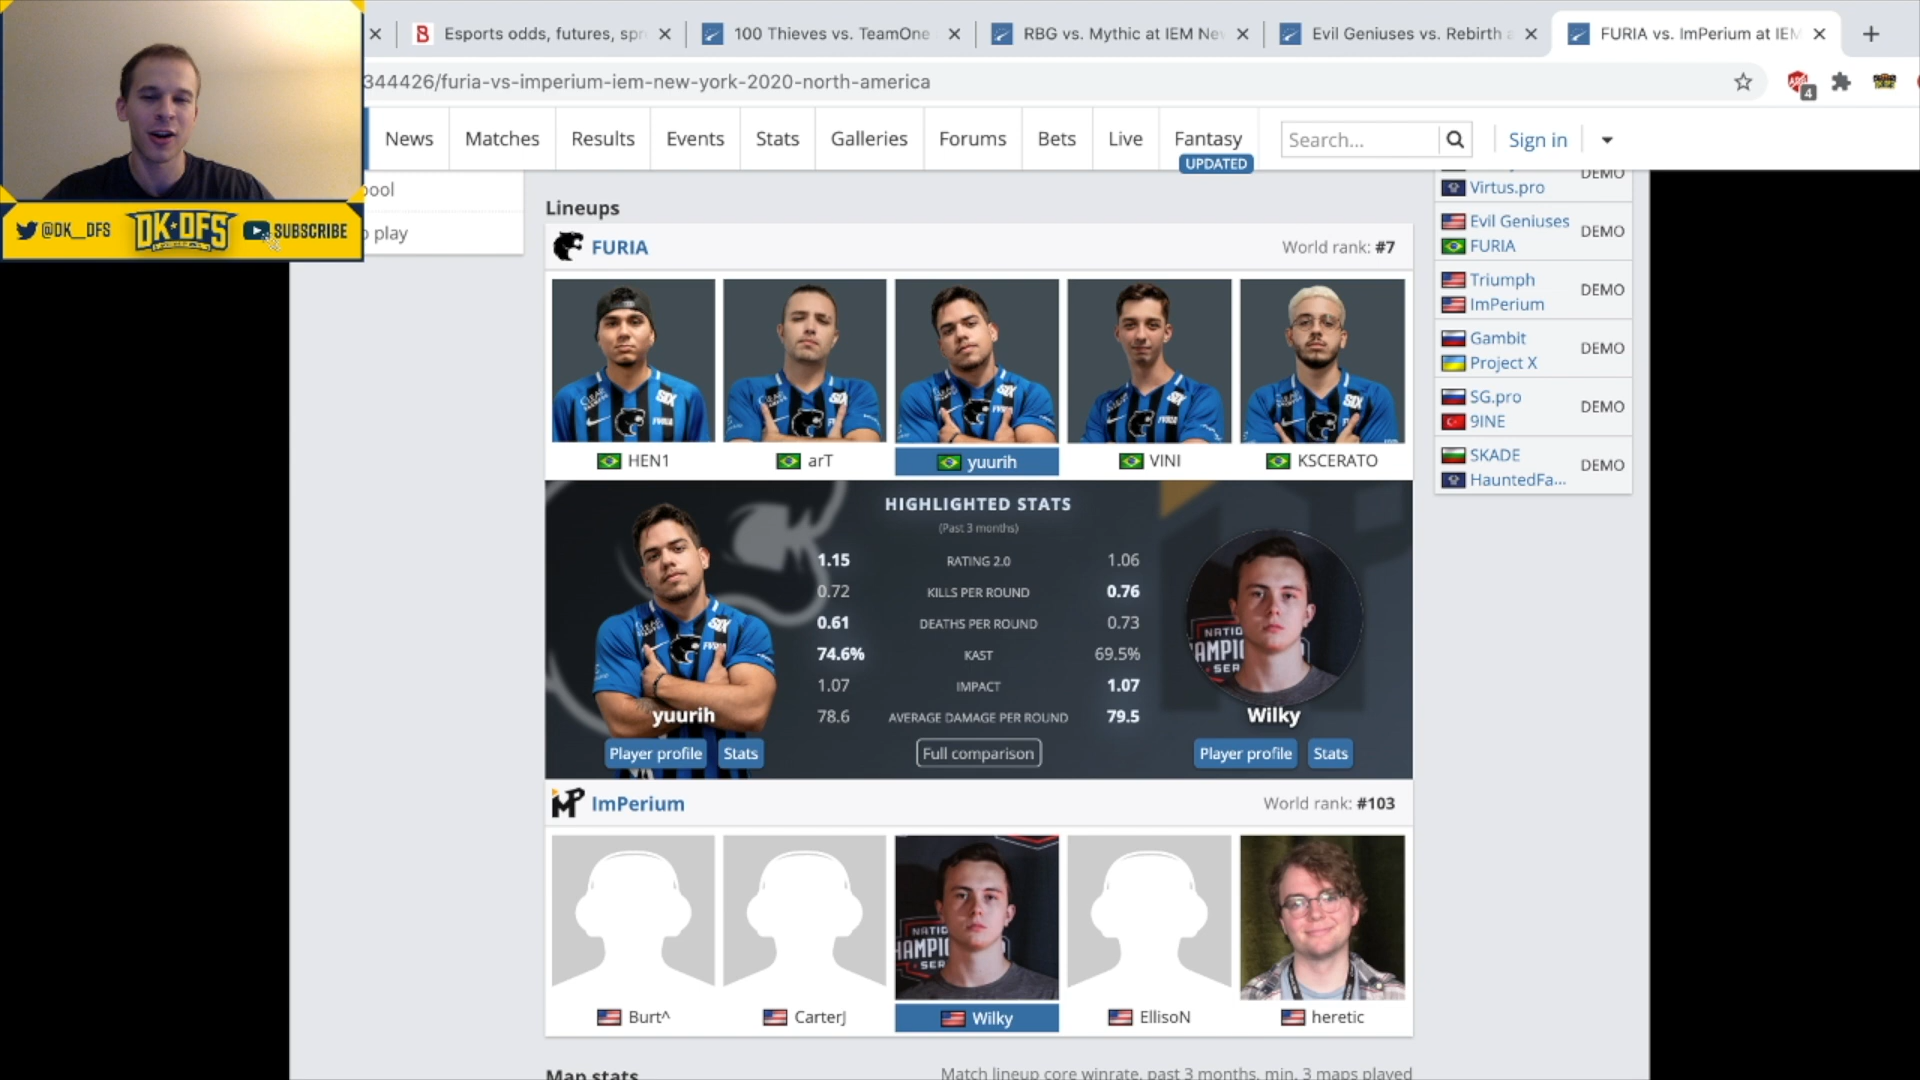 Esports odds, futures, spr
100 Thieves vs. TeamOne
RBG vs. Mythic at IEM Ne
Evil Geniuses vs. Rebirth a
FURIA vs. ImPerium at IEM
344426/furia-vs-imperium-iem-new-york-2020-north-america
4
News
Matches
Results
Events
Stats
Galleries
Forums
Bets
Live
Fantasy
UPDATED
Search...
Sign in
@DK__DFS
DK DFS
SUBSCRIBE
pool
play
Lineups
FURIA
World rank: #7
HEN1
arT
yuurih
VINI
KSCERATO
HIGHLIGHTED STATS
(Past 3 months)
1.15 RATING 2.0 1.06
0.72 KILLS PER ROUND 0.76
0.61 DEATHS PER ROUND 0.73
74.6% KAST 69.5%
1.07 IMPACT 1.07
78.6 AVERAGE DAMAGE PER ROUND 79.5
yuurih
Player profile
Stats
Full comparison
Wilky
Player profile
Stats
ImPerium
World rank: #103
Burt^
CarterJ
Wilky
EllisoN
heretic
Map stats
Match lineup core winrate, past 3 months, min. 3 maps played
DEMO
Virtus.pro
Evil Geniuses
FURIA
DEMO
Triumph
ImPerium
DEMO
Gambit
Project X
DEMO
SG.pro
9INE
DEMO
SKADE
HauntedFa...
DEMO